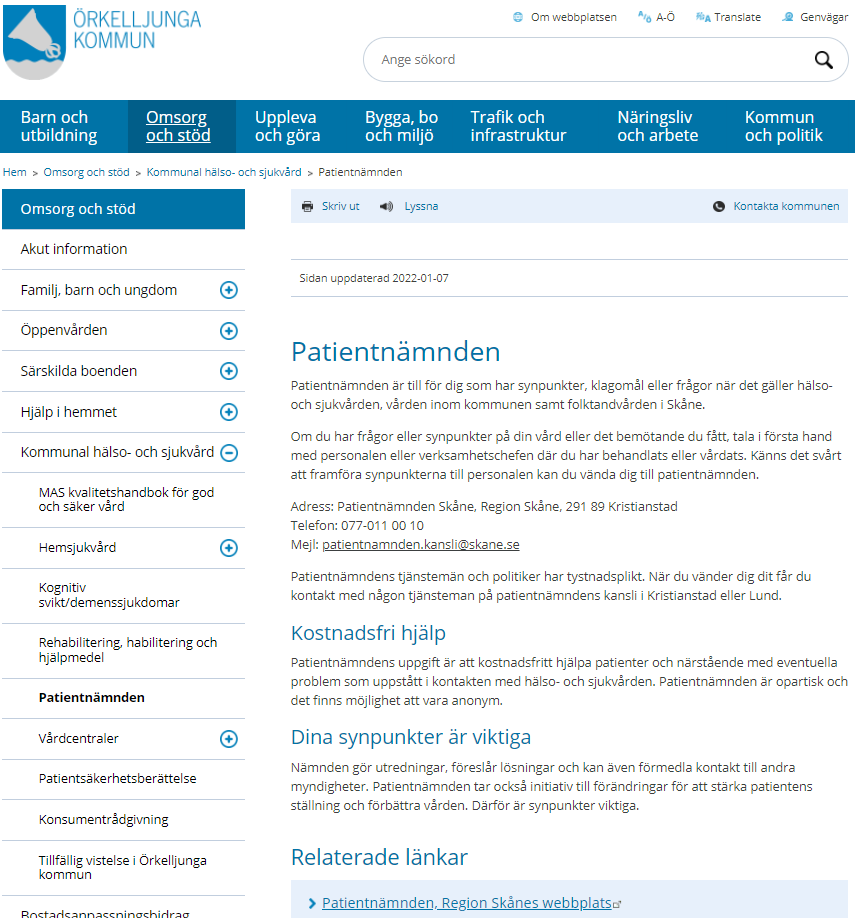 ÖRKELLJUNGA
KOMMUN
Om webbplatsen
A-Ö
Translate
Genvägar
Ange sökord
Barn och
utbildning
Omsorg
och stöd
Uppleva
och göra
Bygga, bo
och miljö
Trafik och
infrastruktur
Näringsliv
och arbete
Kommun
och politik
Hem » Omsorg och stöd » Kommunal hälso- och sjukvård » Patientnämnden
Omsorg och stöd
Akut information
Familj, barn och ungdom
Öppenvården
Särskilda boenden
Hjälp i hemmet
Kommunal hälso- och sjukvård
MAS kvalitetshandbok för god
och säker vård
Hemsjukvård
Kognitiv
svikt/demenssjukdomar
Rehabilitering, habilitering och
hjälpmedel
Patientnämnden
Vårdcentraler
Patientsäkerhetsberättelse
Konsumentrådgivning
Tillfällig vistelse i Örkelljunga
kommun
Bostadsanpassningsbidrag
Skriv ut
Lyssna
Kontakta kommunen
Sidan uppdaterad 2022-01-07
Patientnämnden
Patientnämnden är till för dig som har synpunkter, klagomål eller frågor när det gäller hälso-
och sjukvården, vården inom kommunen samt folktandvården i Skåne.
Om du har frågor eller synpunkter på din vård eller det bemötande du fått, tala i första hand
med personalen eller verksamhetschefen där du har behandlats eller vårdats. Känns det svårt
att framföra synpunkterna till personalen kan du vända dig till patientnämnden.
Adress: Patientnämnden Skåne, Region Skåne, 291 89 Kristianstad
Telefon: 077-011 00 10
Mejl: patientnamnden.kansli@skane.se
Patientnämndens tjänstemän och politiker har tystnadsplikt. När du vänder dig dit får du
kontakt med någon tjänsteman på patientnämndens kansli i Kristianstad eller Lund.
Kostnadsfri hjälp
Patientnämndens uppgift är att kostnadsfritt hjälpa patienter och närstående med eventuella
problem som uppstått i kontakten med hälso- och sjukvården. Patientnämnden är opartisk och
det finns möjlighet att vara anonym.
Dina synpunkter är viktiga
Nämnden gör utredningar, föreslår lösningar och kan även förmedla kontakt till andra
myndigheter. Patientnämnden tar också initiativ till förändringar för att stärka patientens
ställning och förbättra vården. Därför är synpunkter viktiga.
Relaterade länkar
Patientnämnden, Region Skånes webbplats